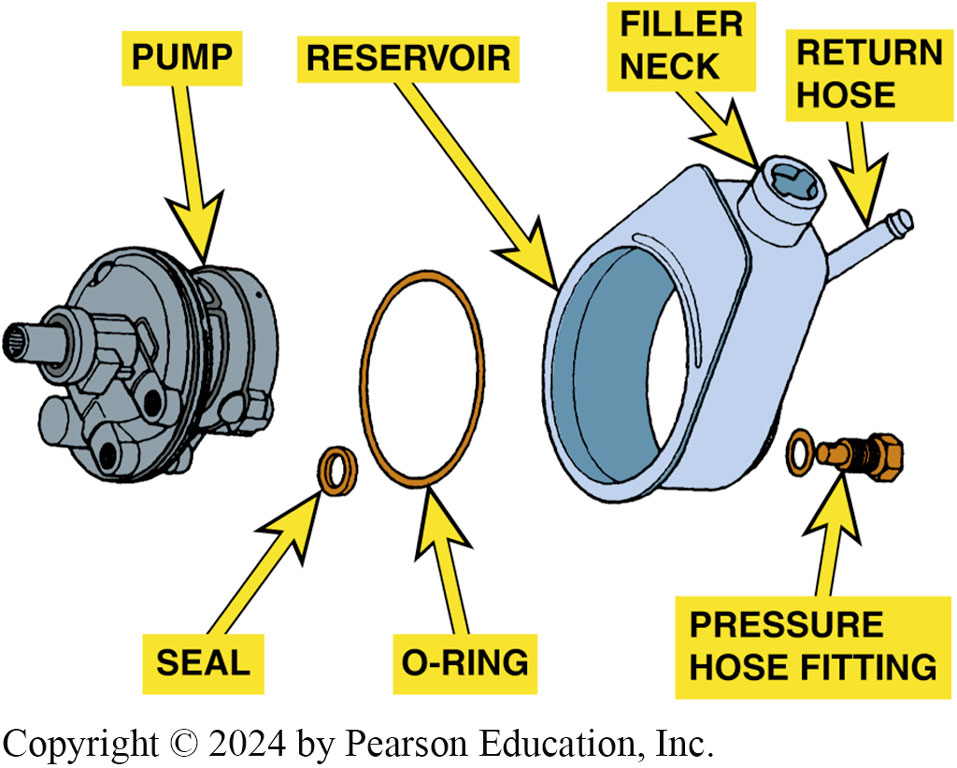 PUMP
RESERVOIR
FILLER
NECK
RETURN
HOSE
SEAL
O-RING
PRESSURE
HOSE FITTING
Copyright © 2024 by Pearson Education, Inc.